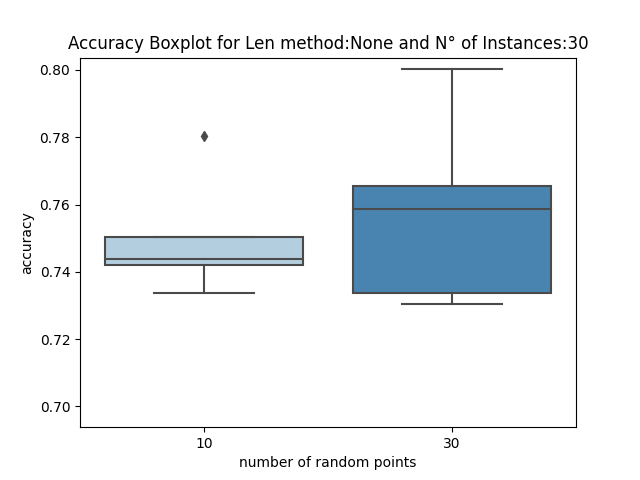 Accuracy Boxplot for Len method:None and N° of Instances:30
0.80
0.78
0.76
0.74
0.72
0.70
accuracy
10
30
number of random points